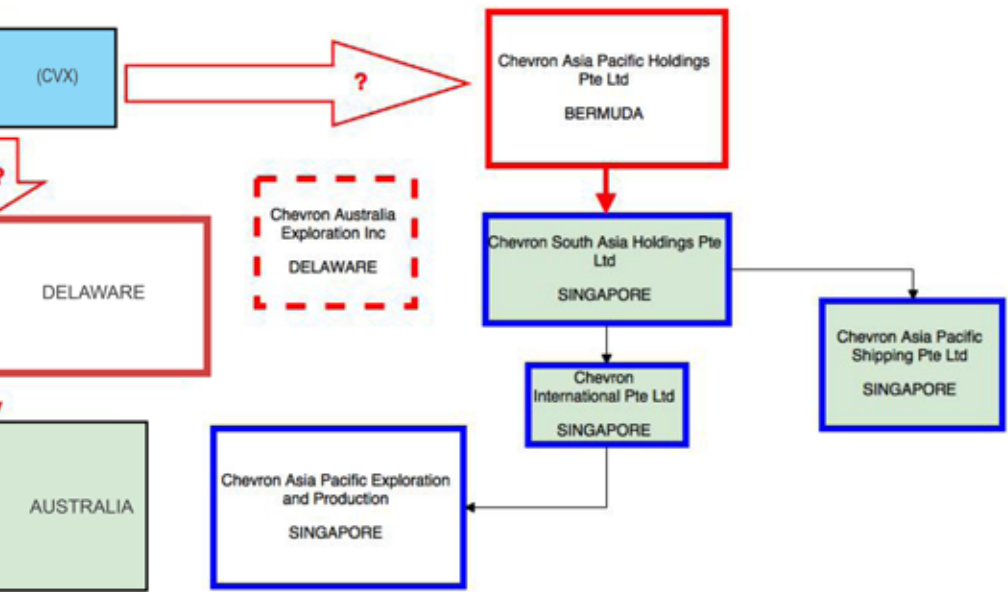 (CVX)
?
Chevron Asia Pacific Holdings
Pte Ltd
BERMUDA
?
Chevron Australia
Exploration Inc
DELAWARE
Chevron South Asia Holdings Pte
Ltd
SINGAPORE
DELAWARE
Chevron Asia Pacific
Shipping Pte Ltd
SINGAPORE
Chevron
International Pte Ltd
SINGAPORE
AUSTRALIA
Chevron Asia Pacific Exploration
and Production
SINGAPORE